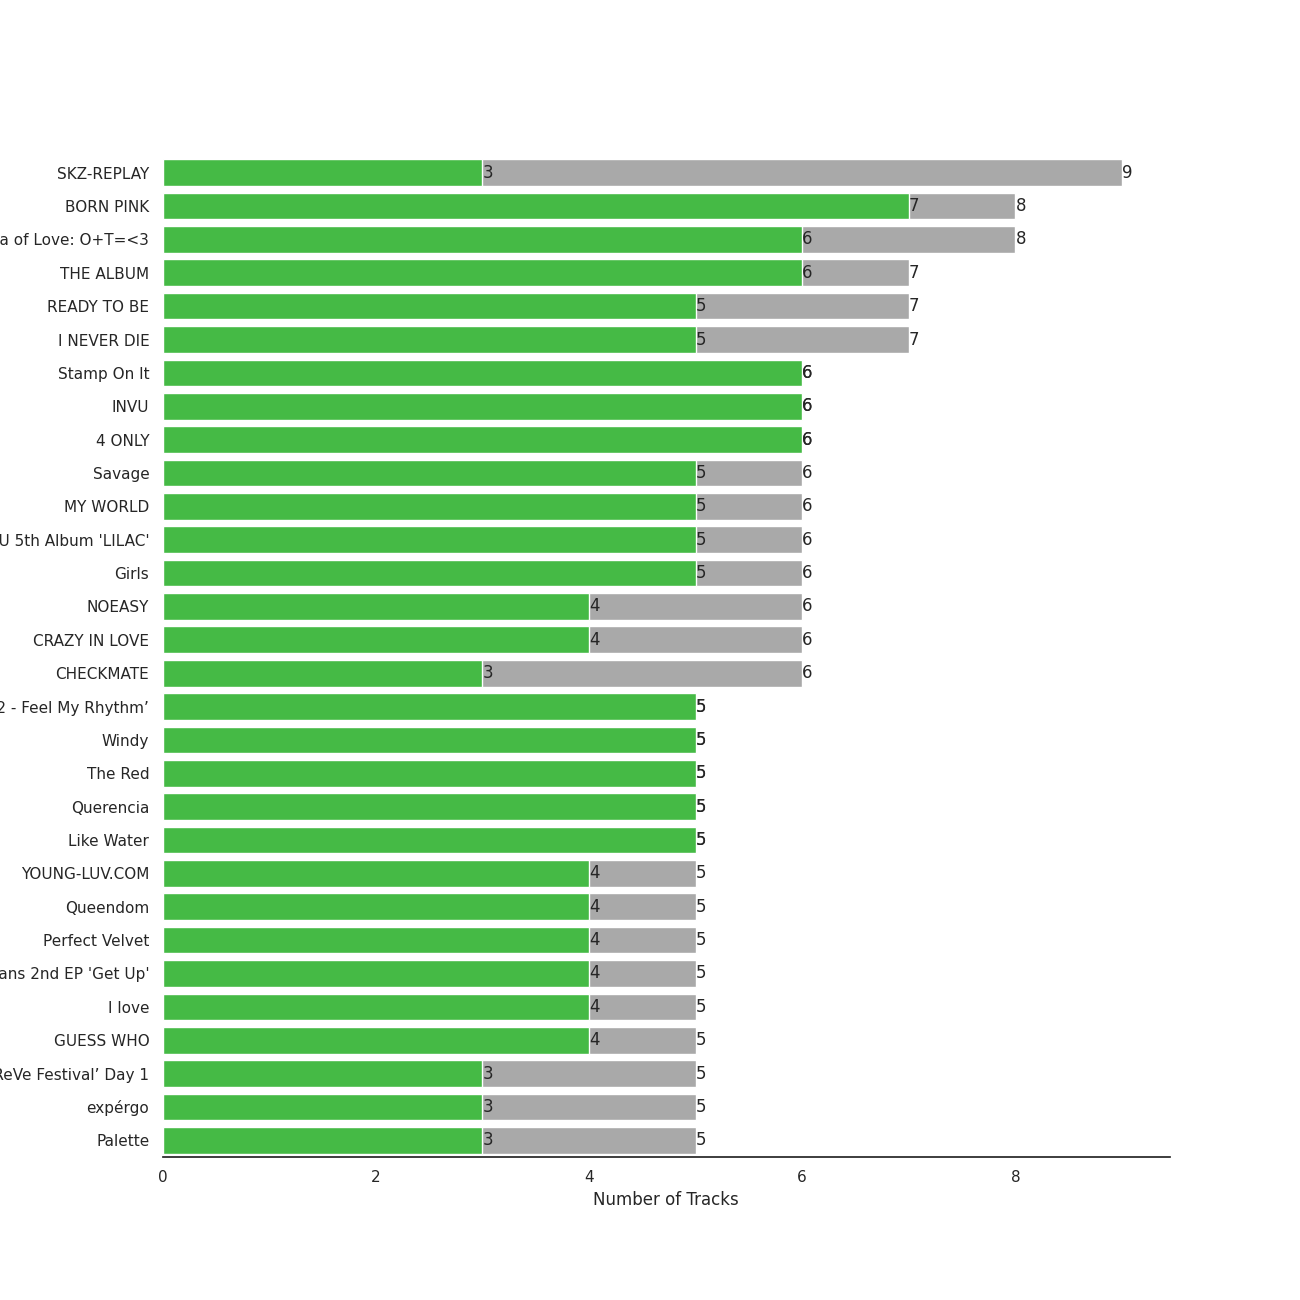 SKZ-REPLAY 3 9
BORN PINK 7 8
a of Love: O+T=<3 6 8
THE ALBUM 6 7
READY TO BE 5 7
I NEVER DIE 5 7
Stamp On It 6
INVU 6
4 ONLY 6
Savage 5 6
MY WORLD 5 6
U 5th Album 'LILAC' 5 6
Girls 5 6
NOEASY 4 6
CRAZY IN LOVE 4 6
CHECKMATE 3 6
2 - Feel My Rhythm’ 5
Windy 5
The Red 5
Querencia 5
Like Water 5
YOUNG-LUV.COM 4 5
Queendom 4 5
Perfect Velvet 4 5
ans 2nd EP 'Get Up' 4 5
I love 4 5
GUESS WHO 4 5
ReVe Festival’ Day 1 3 5
expérgo 3 5
Palette 3 5
0 2 4 6 8
Number of Tracks